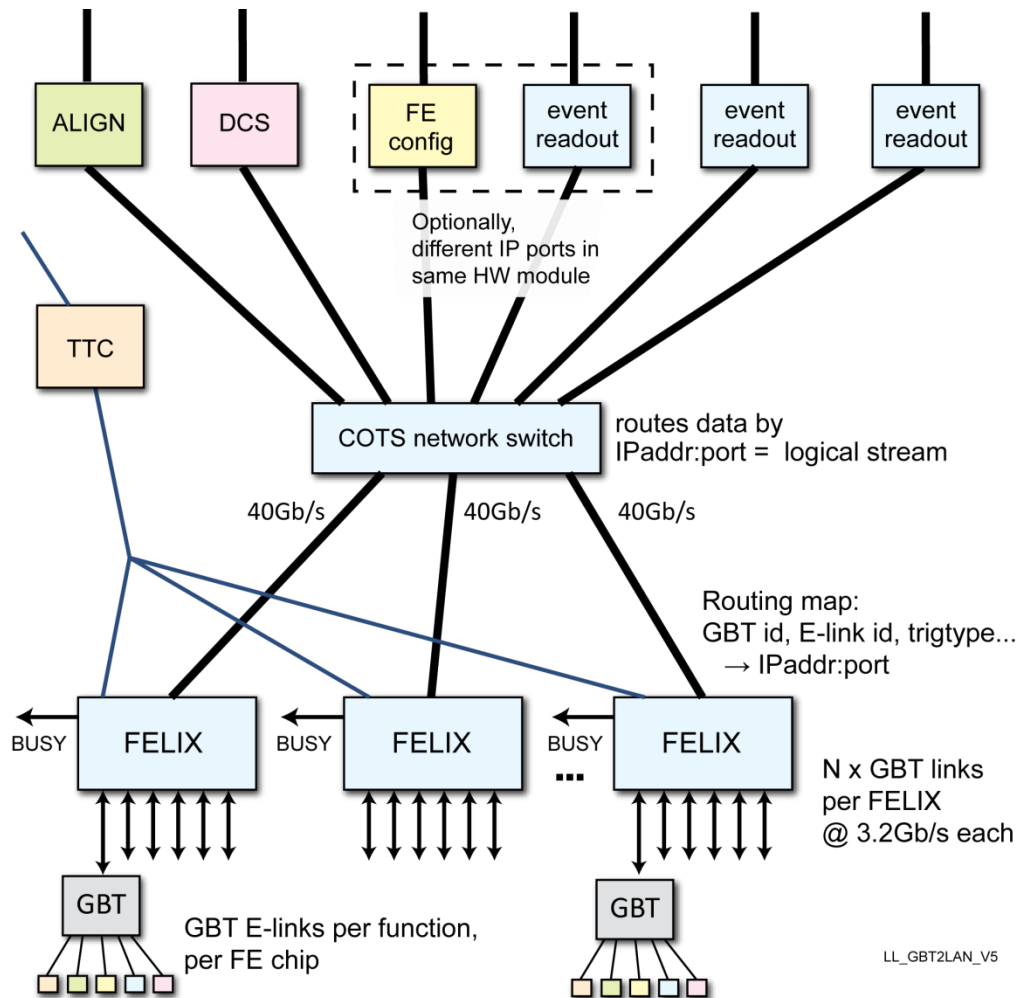 ALIGN
DCS
FE
config
event
readout
event
readout
event
readout
Optionally,
different IP ports in
same HW module
TTC
COTS network switch
routes data by
IPaddr:port = logical stream
40Gb/s
40Gb/s
40Gb/s
Routing map:
GBT id, E-link id, trigtype...
→ IPaddr:port
BUSY
FELIX
BUSY
FELIX
BUSY
...
FELIX
N x GBT links
per FELIX
@ 3.2Gb/s each
GBT
GBT E-links per function,
per FE chip
GBT
LL_GBT2LAN_V5